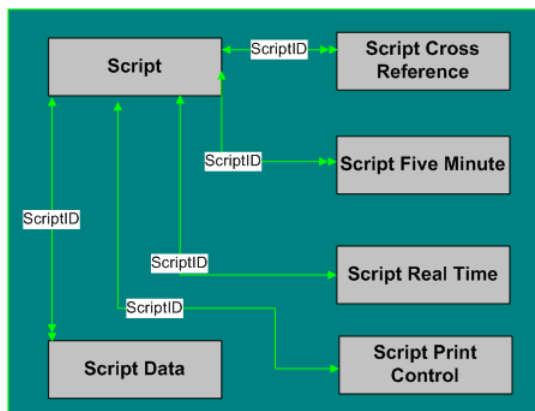 Script
ScriptID
Script Cross
Reference
ScriptID
Script Five Minute
ScriptID
ScriptID
Script Real Time
ScriptID
Script Data
Script Print
Control